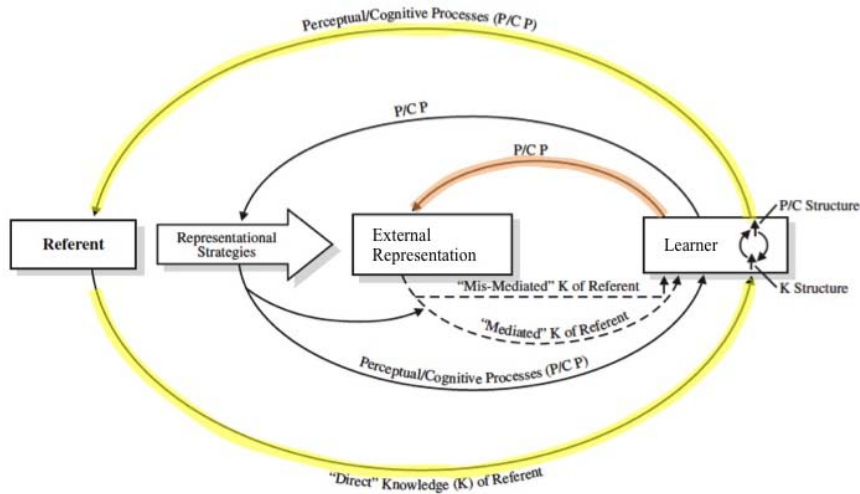 Perceptual/Cognitive Processes (P/C P)
P/C P
P/C P
Referent
Representational
Strategies
External
Representation
Learner
P/C Structure
K Structure
“Mis-Mediated” K of Referent
“Mediated” K of Referent
Perceptual/Cognitive Processes (P/C P)
“Direct” Knowledge (K) of Referent